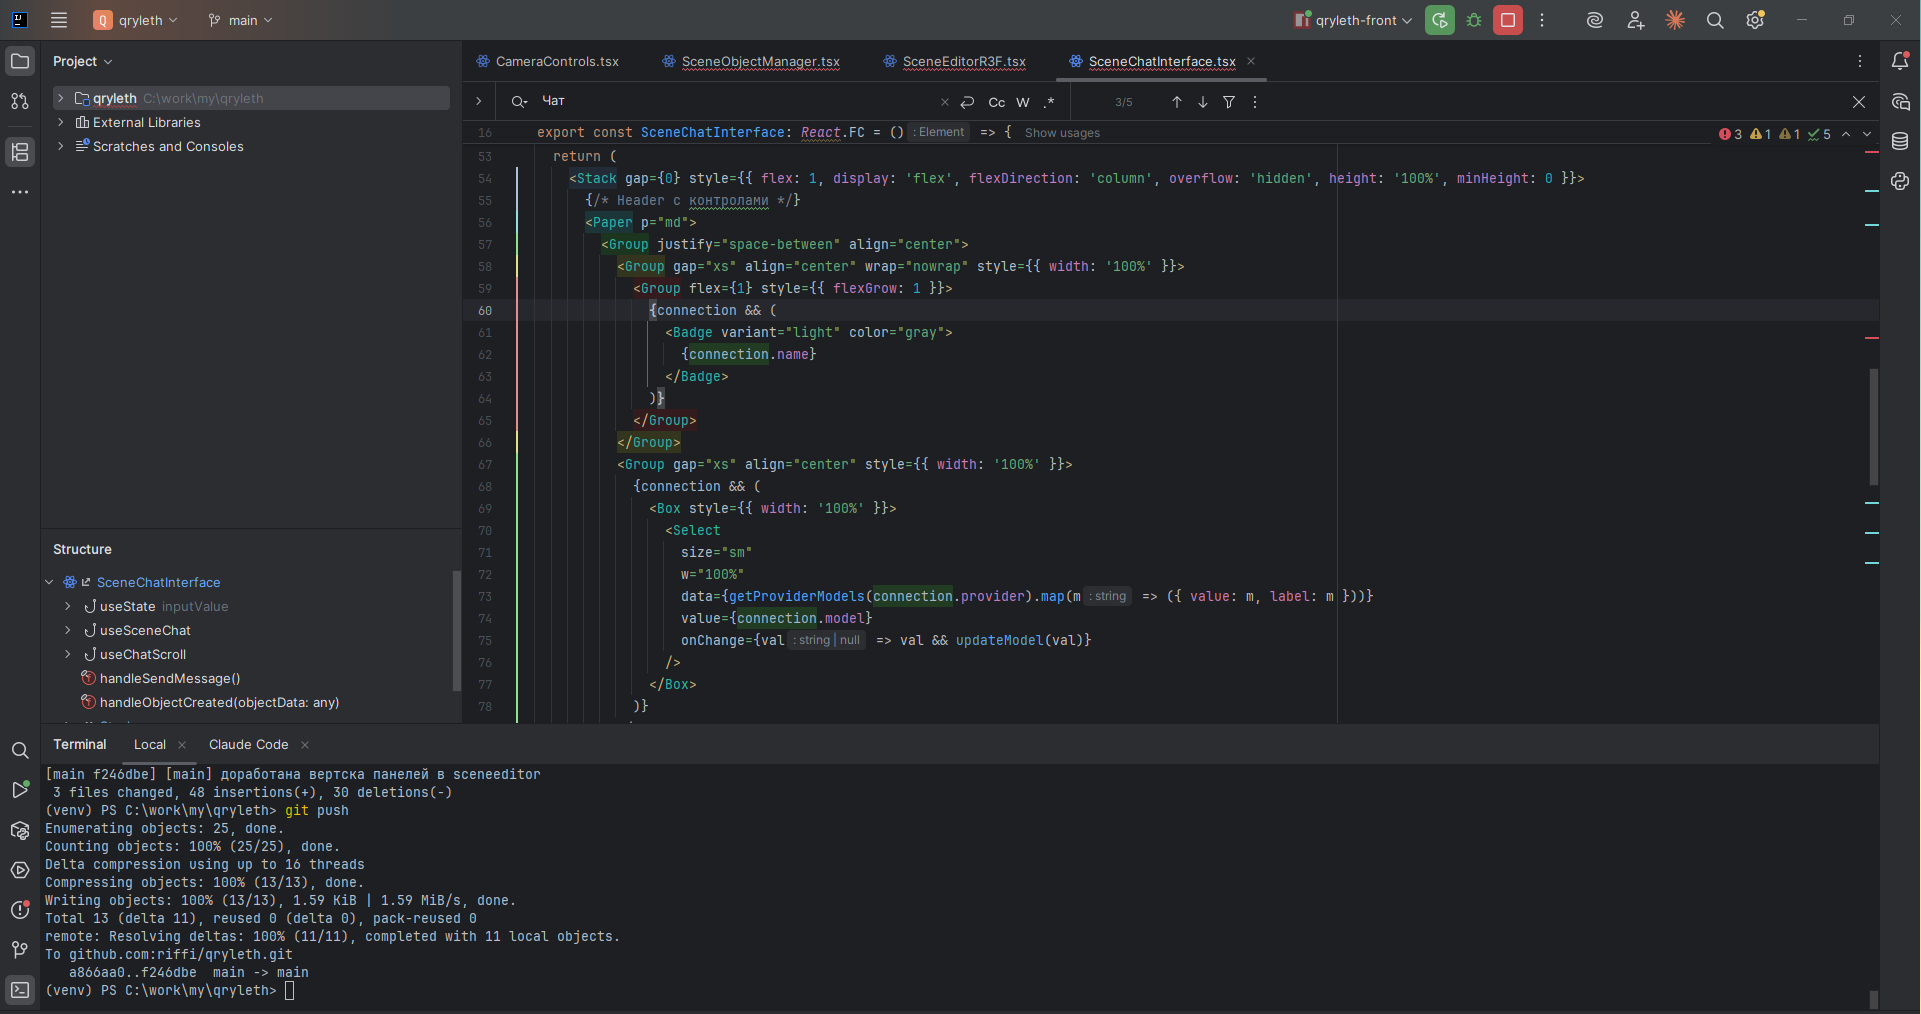 Q qryleth main qryleth-front
Project
qryleth C:\work\my\qryleth
External Libraries
Scratches and Consoles
Structure
SceneChatInterface
useState inputValue
useSceneChat
useChatScroll
handleSendMessage()
handleObjectCreated(objectData: any)
CameraControls.tsx SceneObjectManager.tsx SceneEditorR3F.tsx SceneChatInterface.tsx
Чат Cc W .* 3/5
16 export const SceneChatInterface: React.FC = () : Element => { Show usages
3 1 1 5
53 return (
54 <Stack gap={0} style={{ flex: 1, display: 'flex', flexDirection: 'column', overflow: 'hidden', height: '100%', minHeight: 0 }}>
55 {/* Header с контролами */}
56 <Paper p="md">
57 <Group justify="space-between" align="center">
58 <Group gap="xs" align="center" wrap="nowrap" style={{ width: '100%' }}>
59 <Group flex={1} style={{ flexGrow: 1 }}>
60 {connection && (
61 <Badge variant="light" color="gray">
62 {connection.name}
63 </Badge>
64 )}
65 </Group>
66 </Group>
67 <Group gap="xs" align="center" style={{ width: '100%' }}>
68 {connection && (
69 <Box style={{ width: '100%' }}>
70 <Select
71 size="sm"
72 w="100%"
73 data={getProviderModels(connection.provider).map(m : string => ({ value: m, label: m }))}
74 value={connection.model}
75 onChange={val : string | null => val && updateModel(val)}
76 />
77 </Box>
78 )}
Terminal Local Claude Code
[main f246dbe] [main] доработана вертска панелей в sceneeditor
3 files changed, 48 insertions(+), 30 deletions(-)
(venv) PS C:\work\my\qryleth> git push
Enumerating objects: 25, done.
Counting objects: 100% (25/25), done.
Delta compression using up to 16 threads
Compressing objects: 100% (13/13), done.
Writing objects: 100% (13/13), 1.59 KiB | 1.59 MiB/s, done.
Total 13 (delta 11), reused 0 (delta 0), pack-reused 0
remote: Resolving deltas: 100% (11/11), completed with 11 local objects.
To github.com:riffi/qryleth.git
a866aa0..f246dbe main -> main
(venv) PS C:\work\my\qryleth>